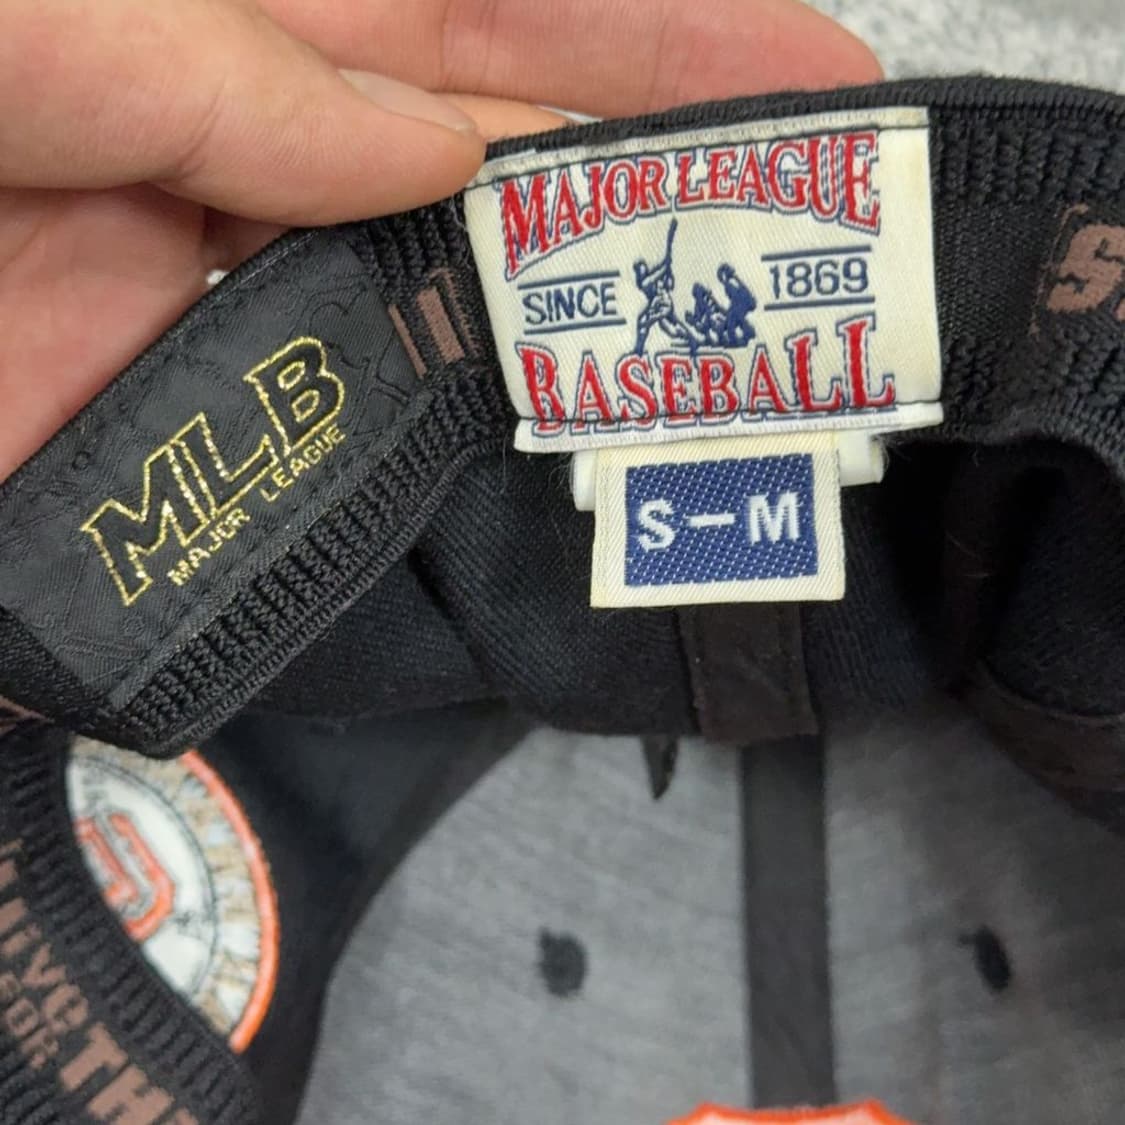 MAJOR LEAGUE
SINCE 1869
BASEBALL
S-M
MLB
MAJOR LEAGUE